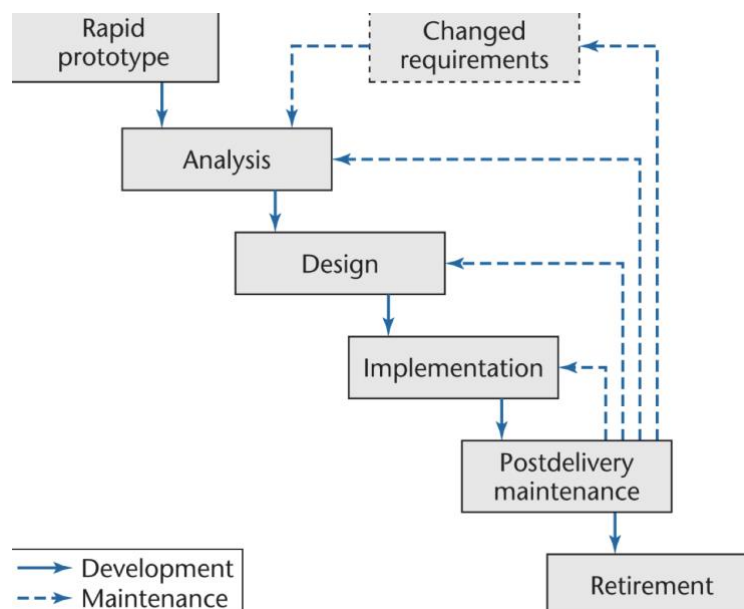 Rapid
prototype
Changed
requirements
Analysis
Design
Implementation
Postdelivery
maintenance
Development
Maintenance
Retirement